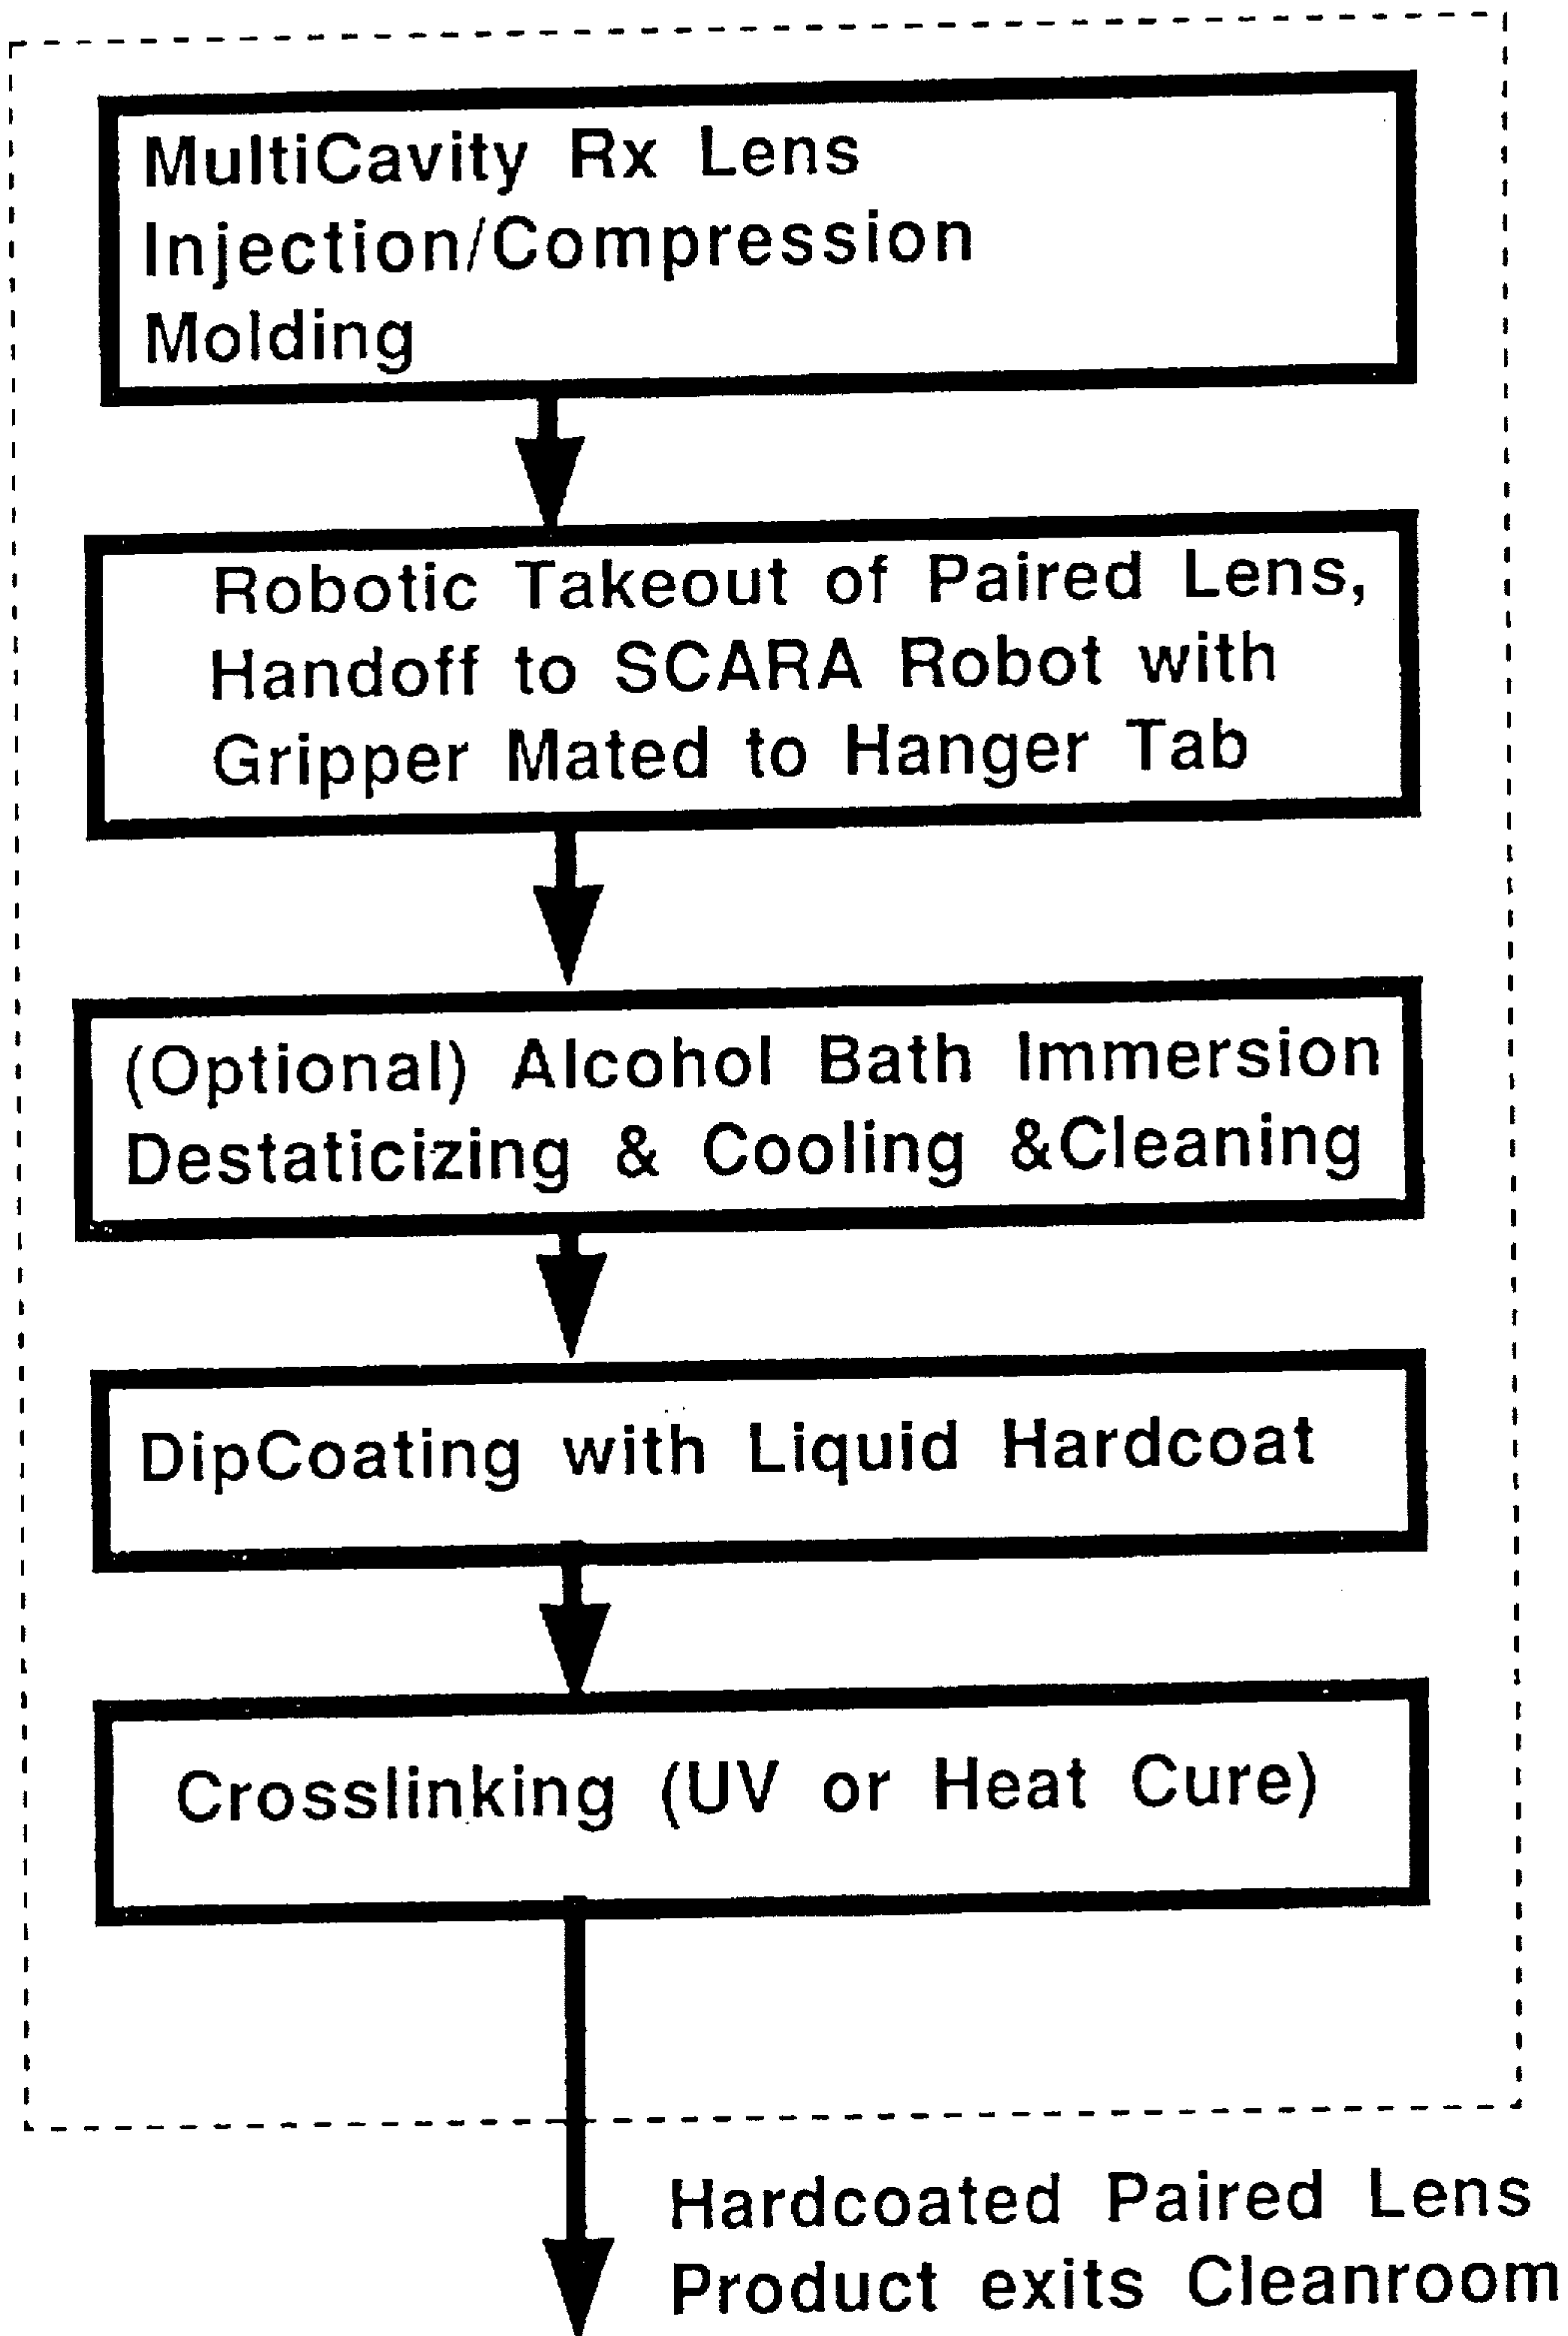 MultiCavity Rx Lens
Injection/Compression
Molding
Robotic Takeout of Paired Lens,
Handoff to SCARA Robot with
Gripper Mated to Hanger Tab
(Optional) Alcohol Bath Immersion
Destaticizing & Cooling &Cleaning
DipCoating with Liquid Hardcoat
Crosslinking (UV or Heat Cure)
Hardcoated Paired Lens
Product exits Cleanroom